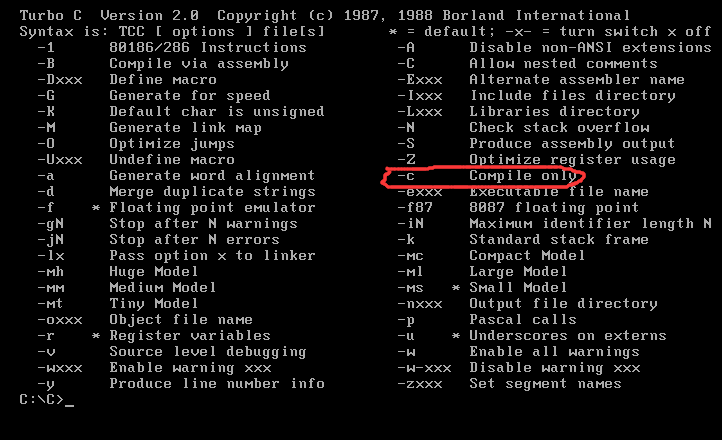 Turbo C  Version 2.0  Copyright (c) 1987, 1988 Borland International
Syntax is: TCC [ options ] file[s]       * = default; -x- = turn switch x off
-1      80186/286 Instructions        -A      Disable non-ANSI extensions
-B      Compile via assembly          -C      Allow nested comments
-Dxxx   Define macro                  -Exxx   Alternate assembler name
-G      Generate for speed            -Ixxx   Include files directory
-K      Default char is unsigned      -Lxxx   Libraries directory
-M      Generate link map             -N      Check stack overflow
-O      Optimize jumps                -S      Produce assembly output
-Uxxx   Undefine macro                -Z      Optimize register usage
-a      Generate word alignment       -c      Compile only
-d      Merge duplicate strings       -exxx   Executable file name
-f    * Floating point emulator       -f87    8087 floating point
-gN     Stop after N warnings         -iN     Maximum identifier length N
-jN     Stop after N errors           -k      Standard stack frame
-lx     Pass option x to linker       -mc     Compact Model
-mh     Huge Model                    -ml     Large Model
-mm     Medium Model                  -ms   * Small Model
-mt     Tiny Model                    -nxxx   Output file directory
-oxxx   Object file name              -p      Pascal calls
-r    * Register variables            -u    * Underscores on externs
-v      Source level debugging        -w      Enable all warnings
-wxxx   Enable warning xxx            -w-xxx  Disable warning xxx
-y      Produce line number info      -zxxx   Set segment names
C:\C>_